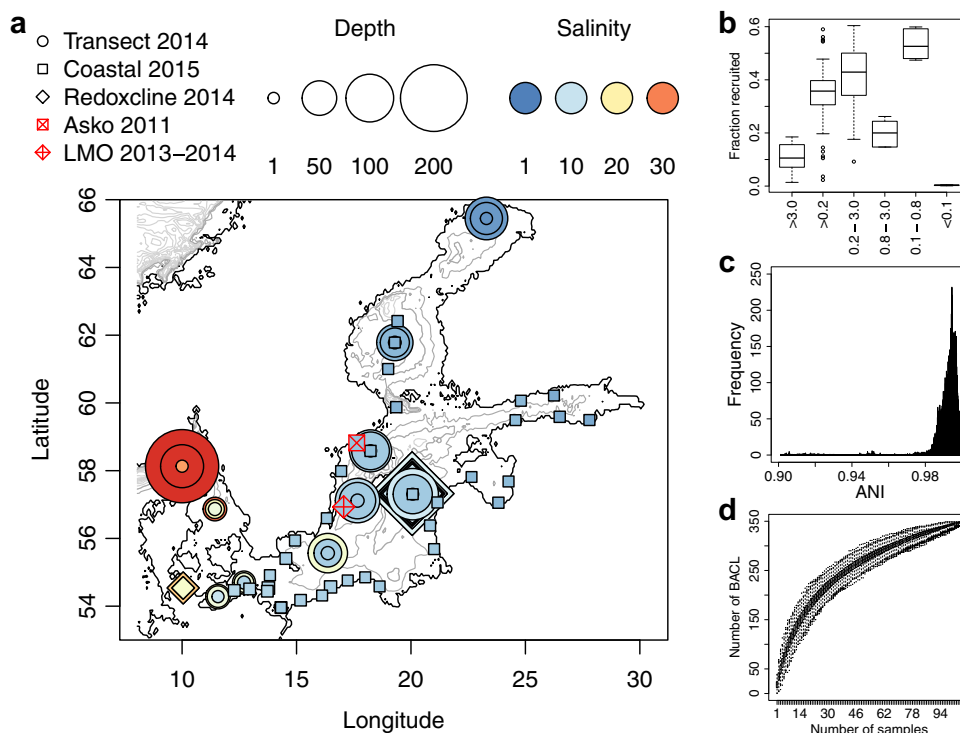 a
Transect 2014
Coastal 2015
Redoxcline 2014
Asko 2011
LMO 2013−2014
Depth
1 50 100 200
Salinity
1 10 20 30
Latitude
66
64
62
60
58
56
54
10 15 20 25 30
Longitude
b
Fraction recruited
0.6
0.4
0.2
0.0
>3.0
>0.2
0.2 − 3.0
0.8 − 3.0
0.1 − 0.8
<0.1
c
Frequency
250
200
150
100
50
0
0.90 0.94 0.98
ANI
d
Number of BACL
350
250
150
50
0
1 14 30 46 62 78 94
Number of samples